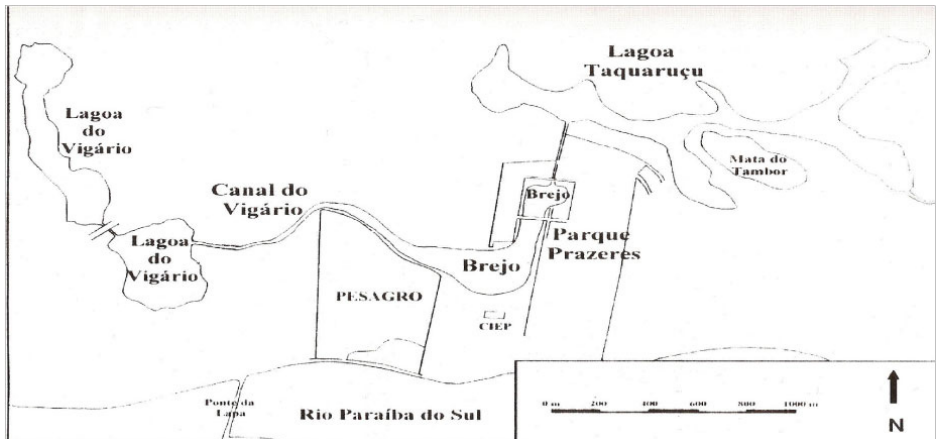 Lagoa
Taquaruçu
Lagoa
do
Vigário
Mata do
Tambor
Canal do
Vigário
Brejo
Lagoa
do
Vigário
Parque
Prazeres
Brejo
PESAGRO
CIEP
Ponte da
Lapa
Rio Paraíba do Sul
0 m 200 400 600 800 1000 m
N